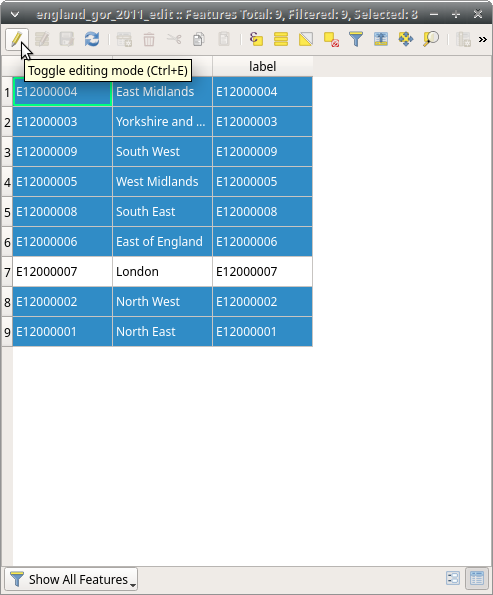 england_gor_2011_edit :: Features Total: 9, Filtered: 9, Selected: 8
»
Toggle editing mode (Ctrl+E)
label
1 E12000004 East Midlands E12000004
2 E12000003 Yorkshire and ... E12000003
3 E12000009 South West E12000009
4 E12000005 West Midlands E12000005
5 E12000008 South East E12000008
6 E12000006 East of England E12000006
7 E12000007 London E12000007
8 E12000002 North West E12000002
9 E12000001 North East E12000001
Show All Features